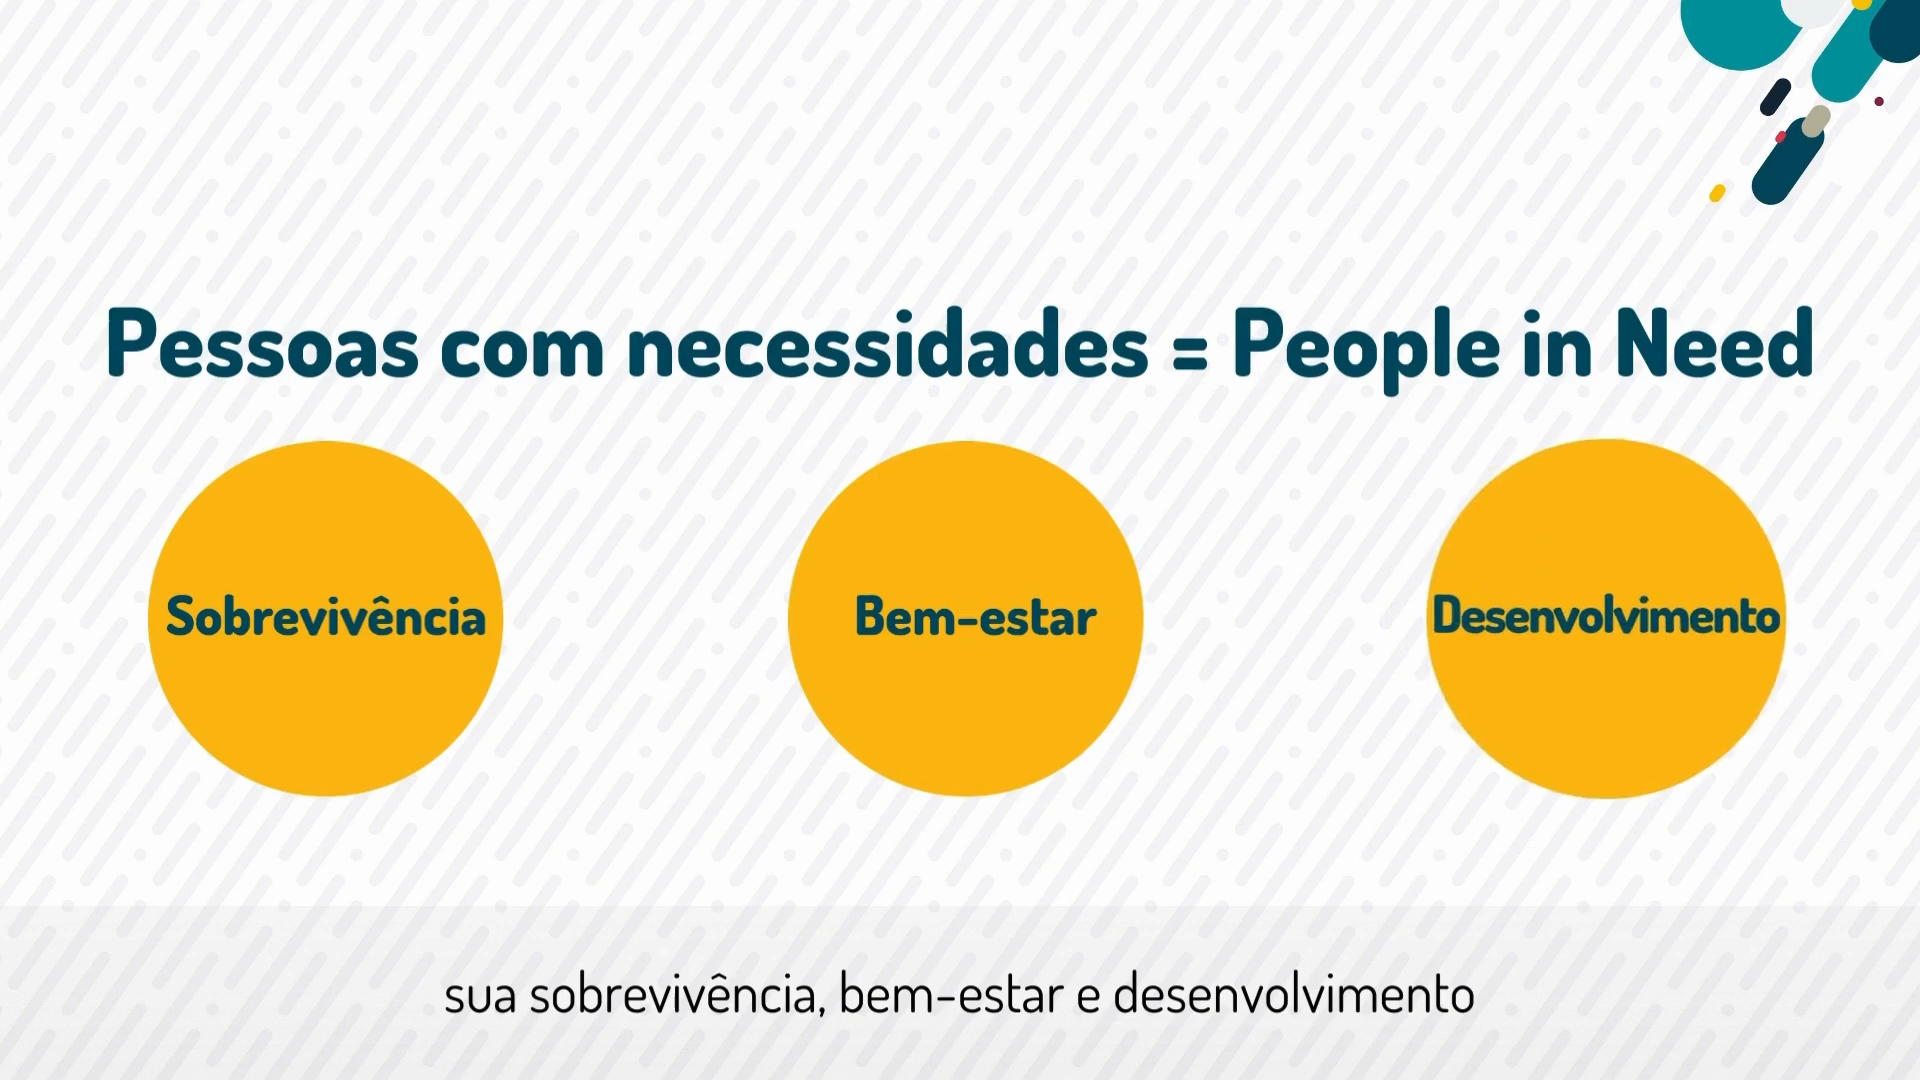 Pessoas com necessidades = People in Need
Sobrevivência
Bem-estar
Desenvolvimento
sua sobrevivência, bem-estar e desenvolvimento